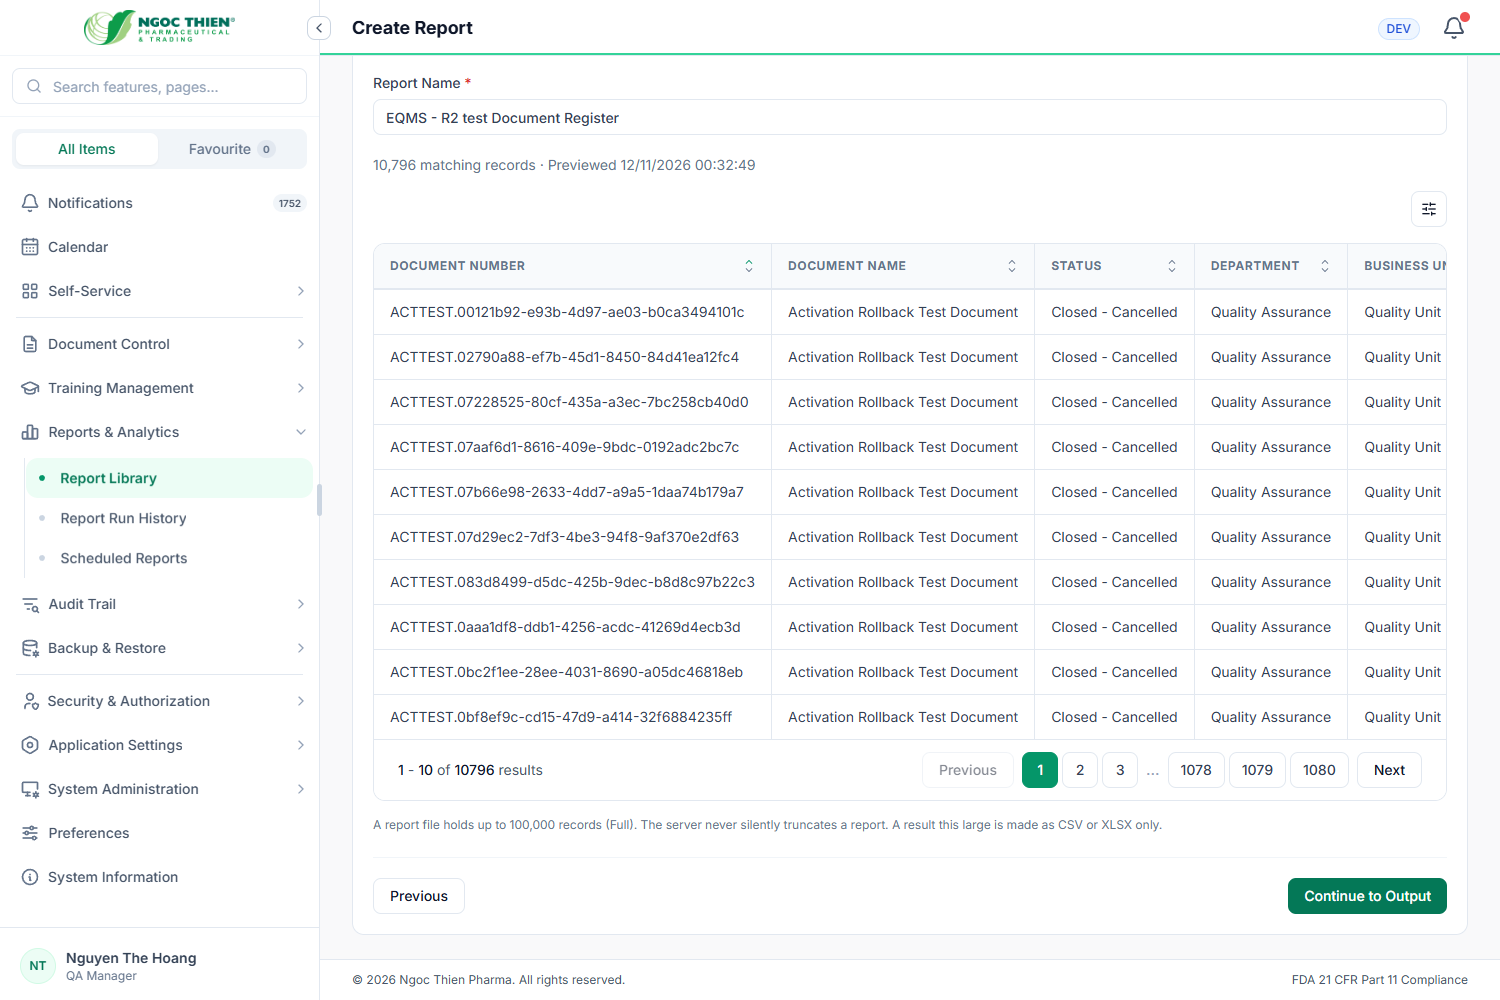 NGOC THIEN®
PHARMACEUTICAL
& TRADING
Create Report
DEV
Search features, pages...
All Items
Favourite 0
Notifications 1752
Calendar
Self-Service
Document Control
Training Management
Reports & Analytics
Report Library
Report Run History
Scheduled Reports
Audit Trail
Backup & Restore
Security & Authorization
Application Settings
System Administration
Preferences
System Information
NT
Nguyen The Hoang
QA Manager
Report Name *
EQMS - R2 test Document Register
10,796 matching records · Previewed 12/11/2026 00:32:49
DOCUMENT NUMBER DOCUMENT NAME STATUS DEPARTMENT BUSINESS UN
ACTTEST.00121b92-e93b-4d97-ae03-b0ca3494101c Activation Rollback Test Document Closed - Cancelled Quality Assurance Quality Unit
ACTTEST.02790a88-ef7b-45d1-8450-84d41ea12fc4 Activation Rollback Test Document Closed - Cancelled Quality Assurance Quality Unit
ACTTEST.07228525-80cf-435a-a3ec-7bc258cb40d0 Activation Rollback Test Document Closed - Cancelled Quality Assurance Quality Unit
ACTTEST.07aaf6d1-8616-409e-9bdc-0192adc2bc7c Activation Rollback Test Document Closed - Cancelled Quality Assurance Quality Unit
ACTTEST.07b66e98-2633-4dd7-a9a5-1daa74b179a7 Activation Rollback Test Document Closed - Cancelled Quality Assurance Quality Unit
ACTTEST.07d29ec2-7df3-4be3-94f8-9af370e2df63 Activation Rollback Test Document Closed - Cancelled Quality Assurance Quality Unit
ACTTEST.083d8499-d5dc-425b-9dec-b8d8c97b22c3 Activation Rollback Test Document Closed - Cancelled Quality Assurance Quality Unit
ACTTEST.0aaa1df8-ddb1-4256-acdc-41269d4ecb3d Activation Rollback Test Document Closed - Cancelled Quality Assurance Quality Unit
ACTTEST.0bc2f1ee-28ee-4031-8690-a05dc46818eb Activation Rollback Test Document Closed - Cancelled Quality Assurance Quality Unit
ACTTEST.0bf8ef9c-cd15-47d9-a414-32f6884235ff Activation Rollback Test Document Closed - Cancelled Quality Assurance Quality Unit
1 - 10 of 10796 results
Previous 1 2 3 ... 1078 1079 1080 Next
A report file holds up to 100,000 records (Full). The server never silently truncates a report. A result this large is made as CSV or XLSX only.
Previous
Continue to Output
© 2026 Ngoc Thien Pharma. All rights reserved.
FDA 21 CFR Part 11 Compliance